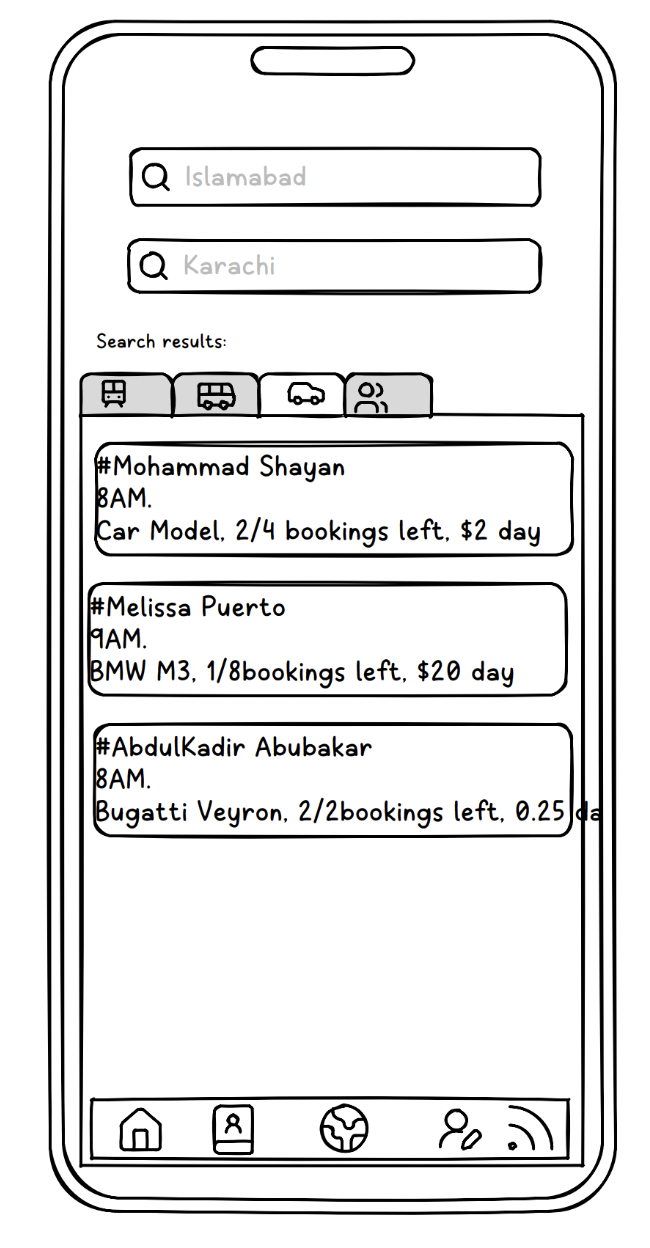 Islamabad
Karachi
Search results:
#Mohammad Shayan
8AM.
Car Model, 2/4 bookings left, $2 day
#Melissa Puerto
9AM.
BMW M3, 1/8bookings left, $20 day
#AbdulKadir Abubakar
8AM.
Bugatti Veyron, 2/2bookings left, 0.25 da